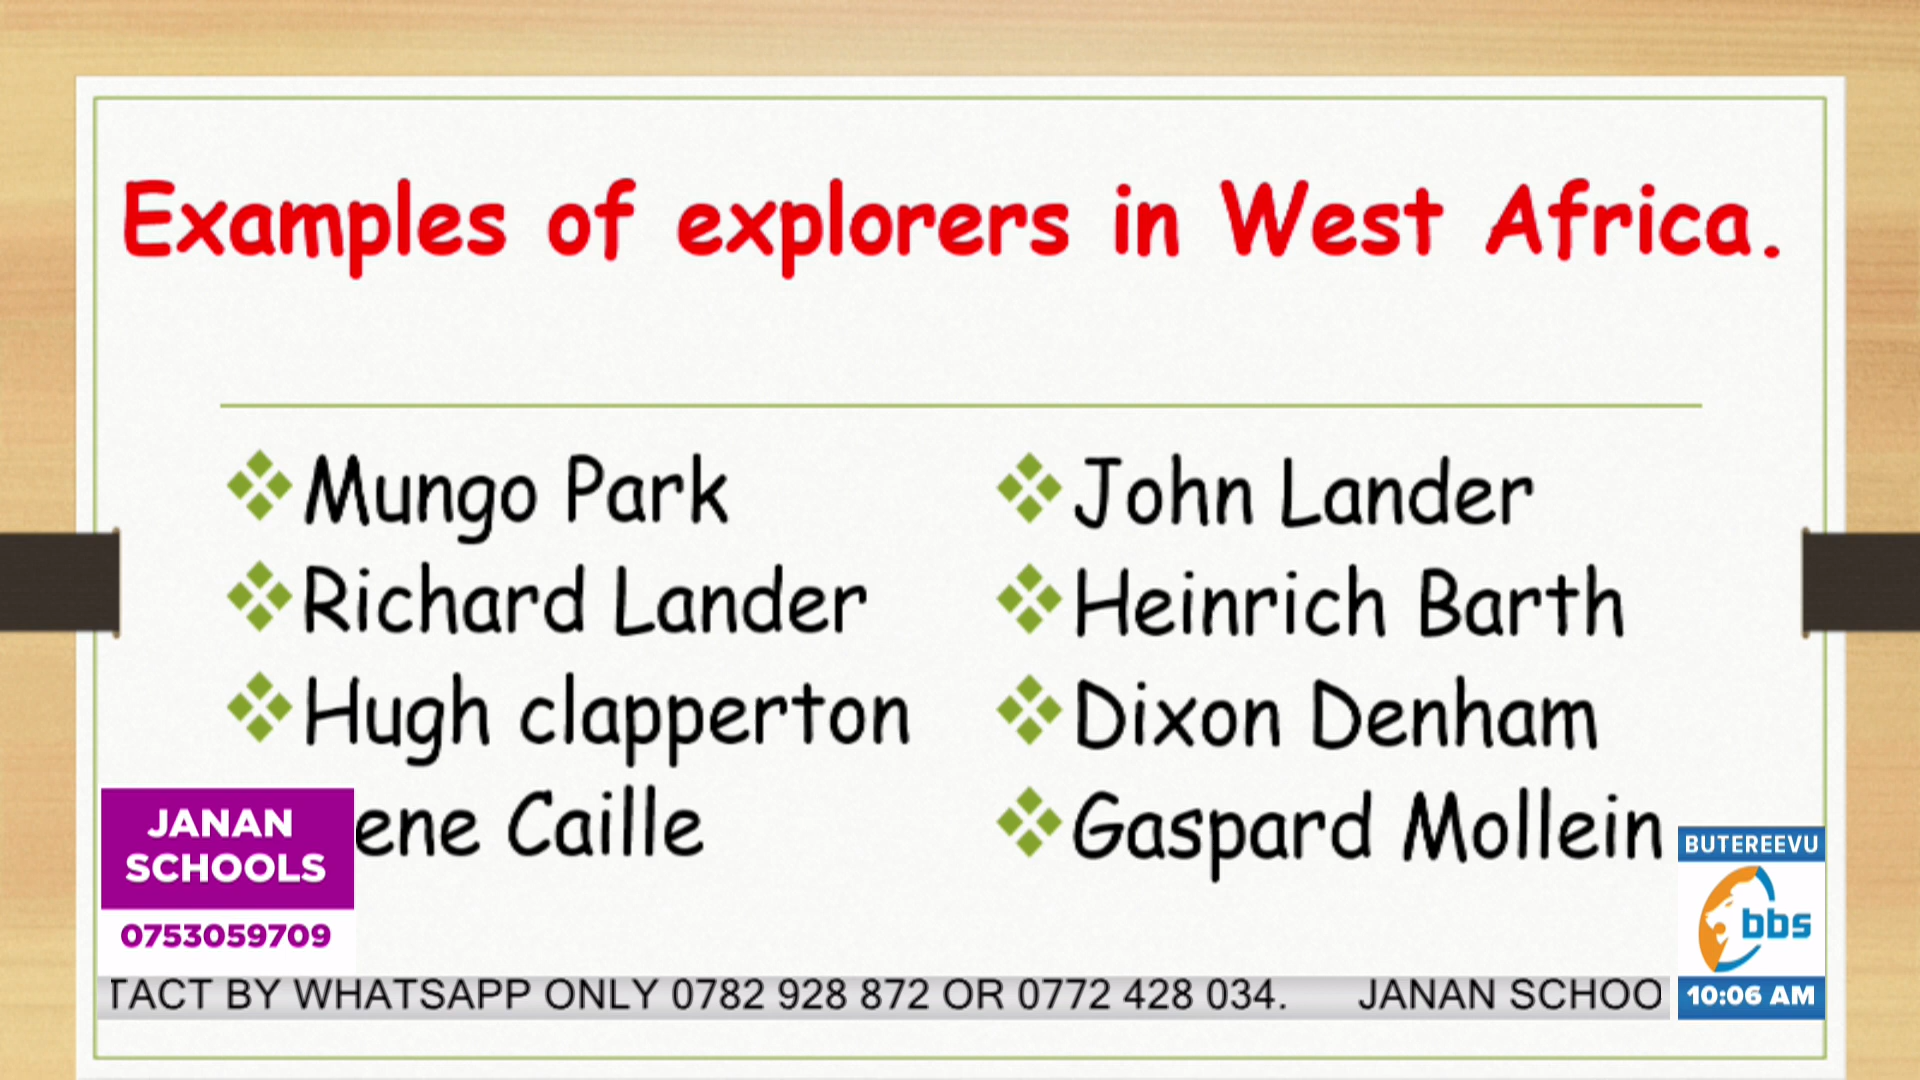 Examples of explorers in West Africa.
Mungo Park
Richard Lander
Hugh clapperton
ene Caille
John Lander
Heinrich Barth
Dixon Denham
Gaspard Mollein
JANAN
SCHOOLS
0753059709
BUTEREEVU
bbs
10:06 AM
TACT BY WHATSAPP ONLY 0782 928 872 OR 0772 428 034. JANAN SCHOO